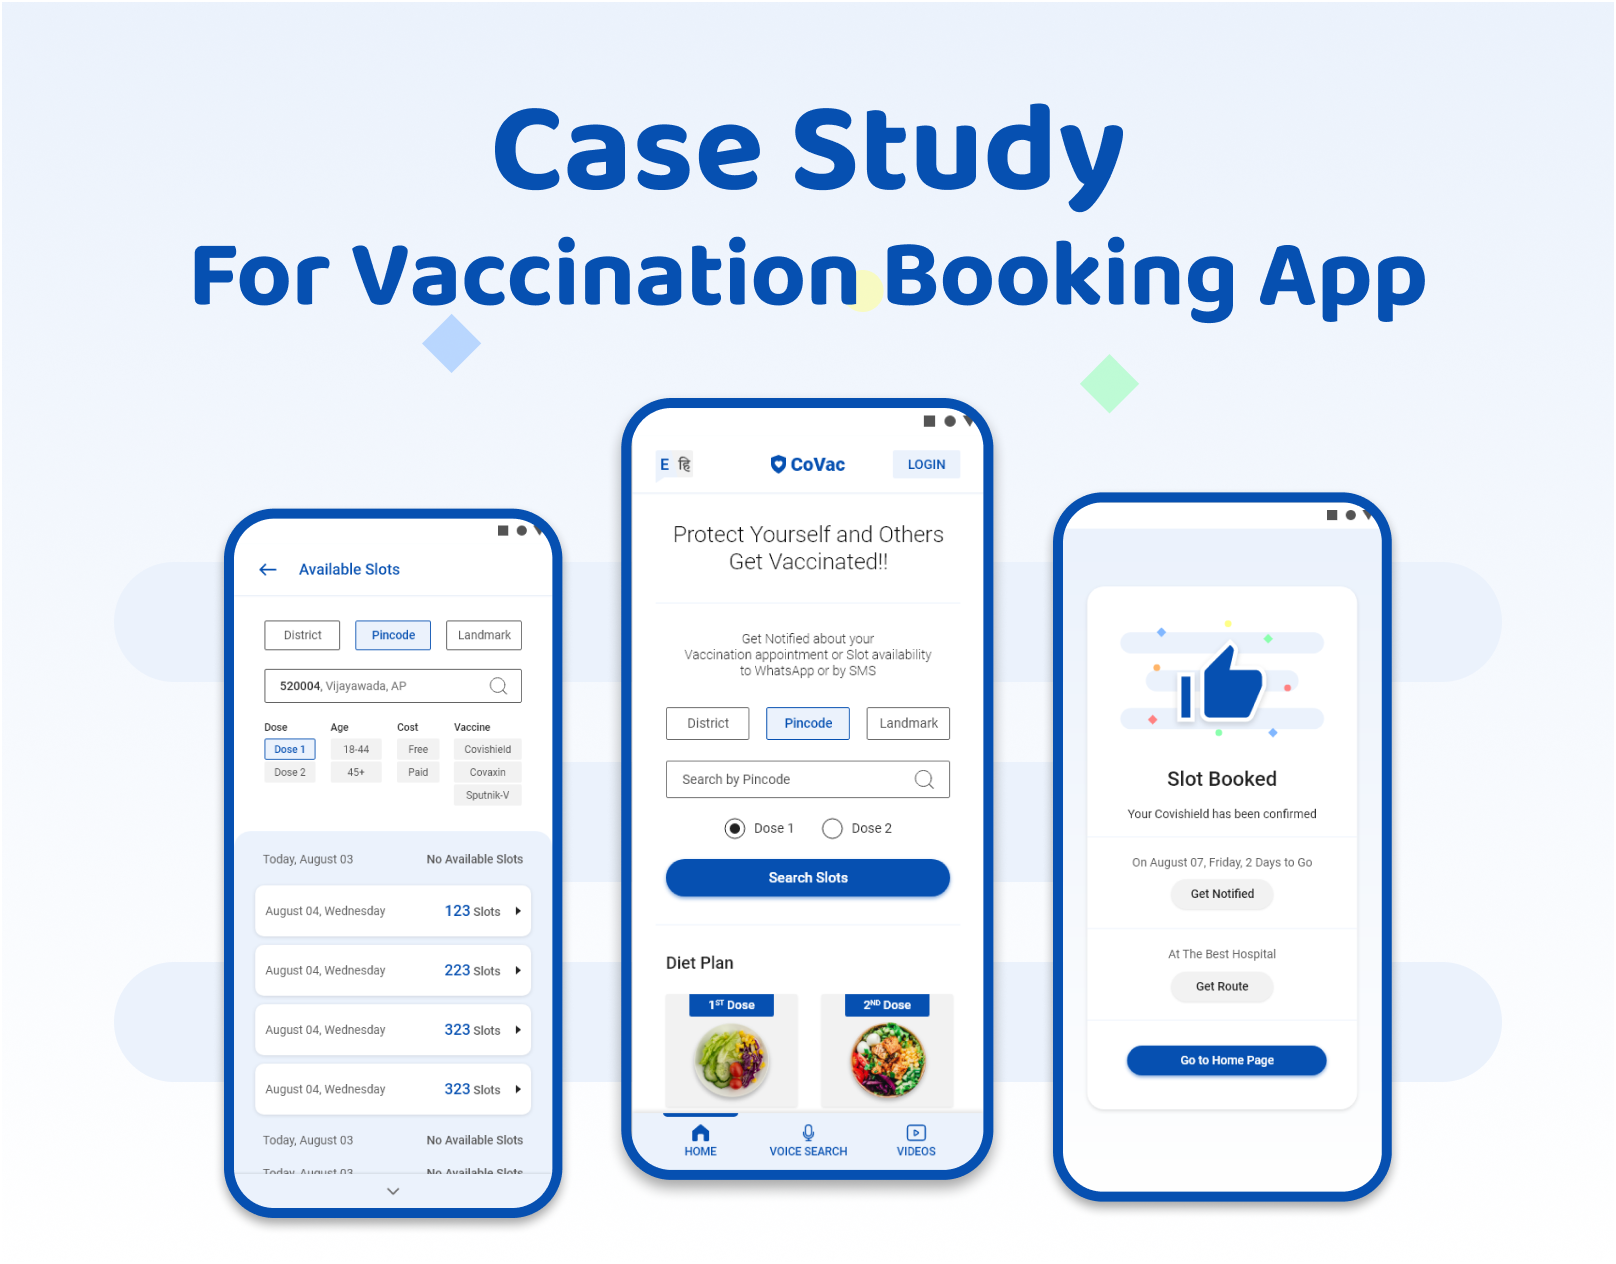 Case Study
For Vaccination Booking App
Available Slots
District Pincode Landmark
520004, Vijayawada, AP
Dose Age Cost Vaccine
Dose 1 18-44 Free Covishield
Dose 2 45+ Paid Covaxin
Sputnik-V
Today, August 03 No Available Slots
August 04, Wednesday 123 Slots
August 04, Wednesday 223 Slots
August 04, Wednesday 323 Slots
August 04, Wednesday 323 Slots
Today, August 03 No Available Slots
Today, August 03 No Available Slots
E हि CoVac LOGIN
Protect Yourself and Others
Get Vaccinated!!
Get Notified about your
Vaccination appointment or Slot availability
to WhatsApp or by SMS
District Pincode Landmark
Search by Pincode
Dose 1 Dose 2
Search Slots
Diet Plan
1ST Dose 2ND Dose
HOME VOICE SEARCH VIDEOS
Slot Booked
Your Covishield has been confirmed
On August 07, Friday, 2 Days to Go
Get Notified
At The Best Hospital
Get Route
Go to Home Page